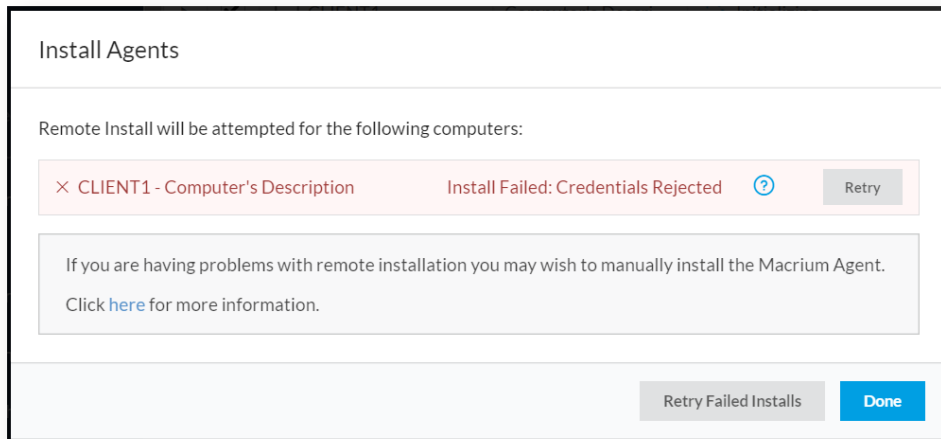 Install Agents
Remote Install will be attempted for the following computers:
× CLIENT1 - Computer's Description Install Failed: Credentials Rejected ? Retry
If you are having problems with remote installation you may wish to manually install the Macrium Agent.
Click here for more information.
Retry Failed Installs Done